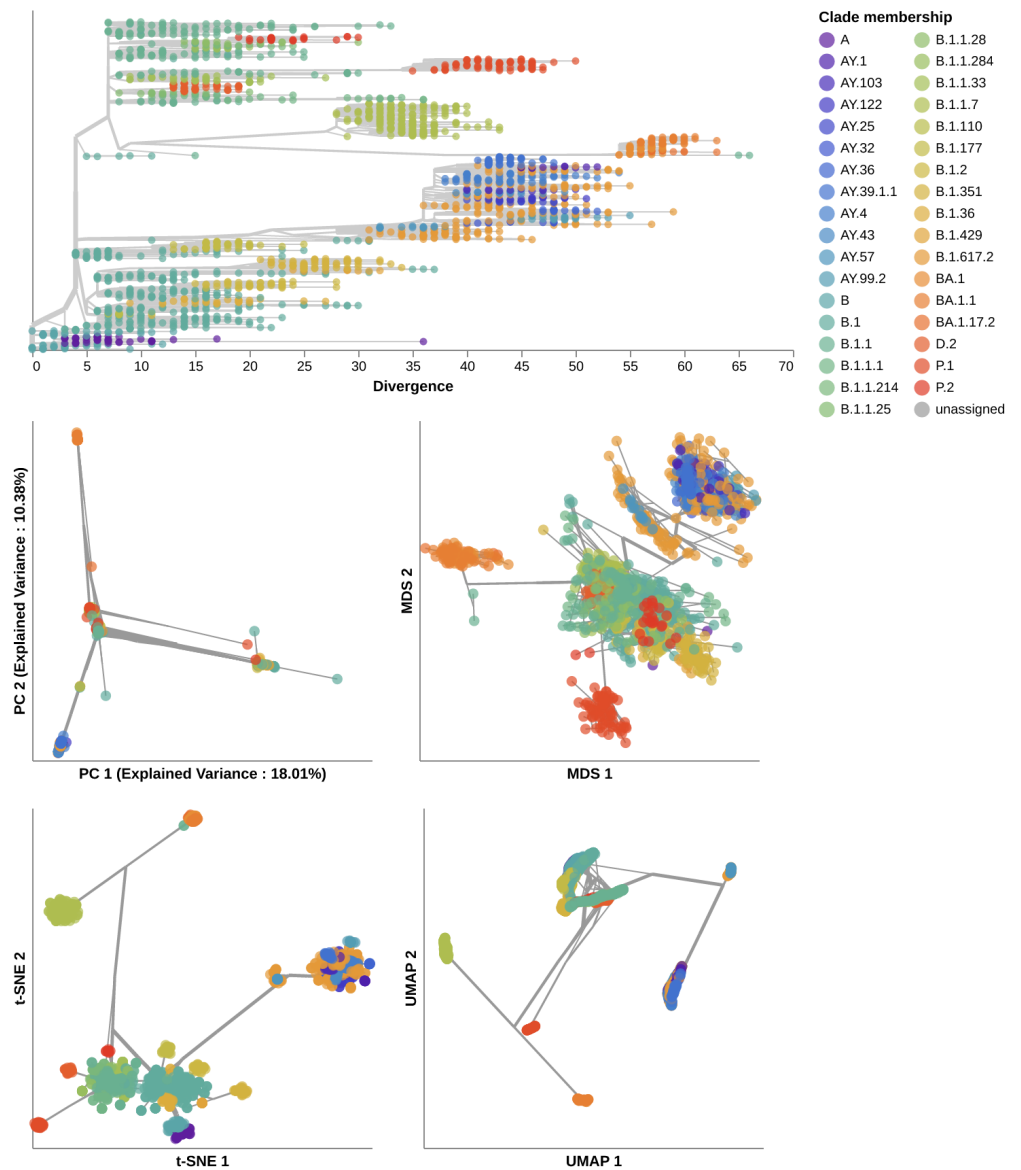 Clade membership
A
AY.1
AY.103
AY.122
AY.25
AY.32
AY.36
AY.39.1.1
AY.4
AY.43
AY.57
AY.99.2
B
B.1
B.1.1
B.1.1.1
B.1.1.214
B.1.1.25
B.1.1.28
B.1.1.284
B.1.1.33
B.1.1.7
B.1.110
B.1.177
B.1.2
B.1.351
B.1.36
B.1.429
B.1.617.2
BA.1
BA.1.1
BA.1.17.2
D.2
P.1
P.2
unassigned
0 5 10 15 20 25 30 35 40 45 50 55 60 65 70
Divergence
PC 2 (Explained Variance : 10.38%)
PC 1 (Explained Variance : 18.01%)
MDS 2
MDS 1
t-SNE 2
t-SNE 1
UMAP 2
UMAP 1